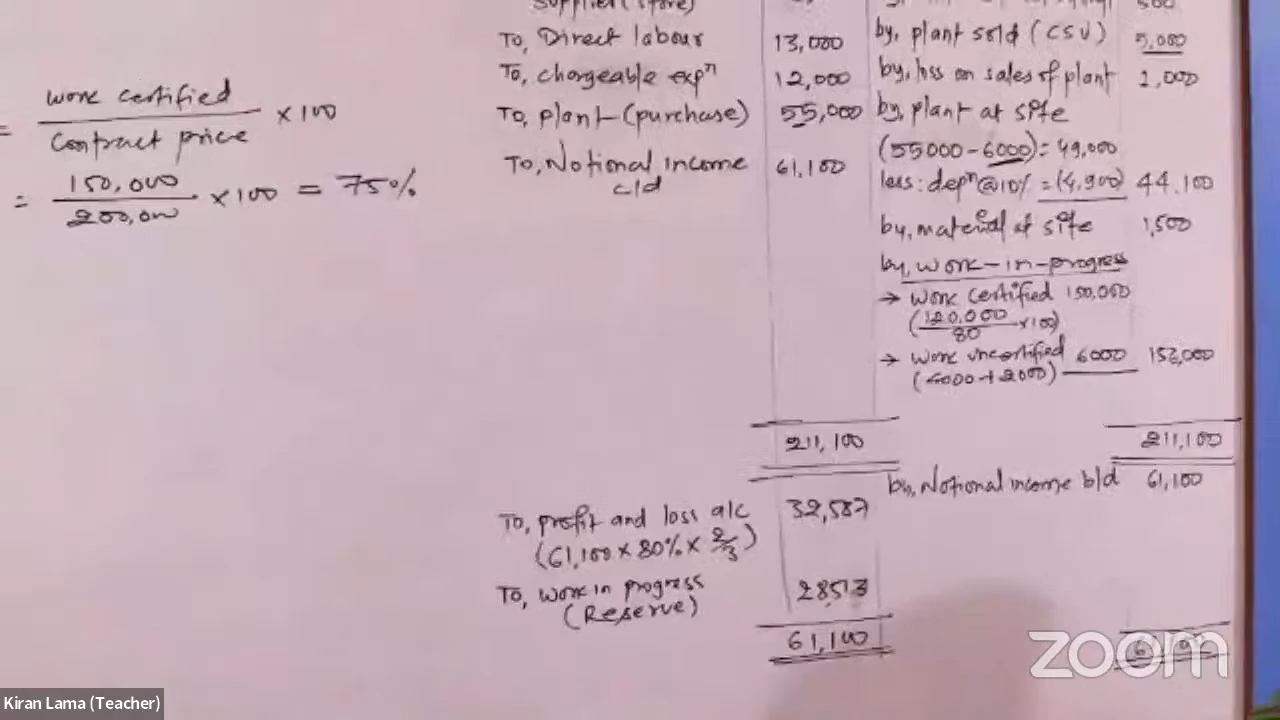 work certified
= ——— × 100
contract price
= 150,000 / 200,000 × 100 = 75%
supplier (store)
To, Direct labour 13,000
To, chargeable expⁿ 12,000
To, plant (purchase) 55,000
To, Notional income c/d 61,100
211,100
To, profit and loss a/c 32,587
(61,100 × 80% × 2/3)
To, work in progress 28,513
(Reserve)
61,100
500
by, plant sold (CSV) 5,000
by, loss on sales of plant 1,000
by, plant at site
(55000 - 6000) = 49,000
less: depⁿ @ 10% = (4,900) 44,100
by, material at site 1,500
by, work-in-progress
→ work certified 150,000
(120,000 / 80 × 100)
→ work uncertified 6000
(4000 + 2000)
211,100
by, Notional income b/d 61,100
zoom
Kiran Lama (Teacher)